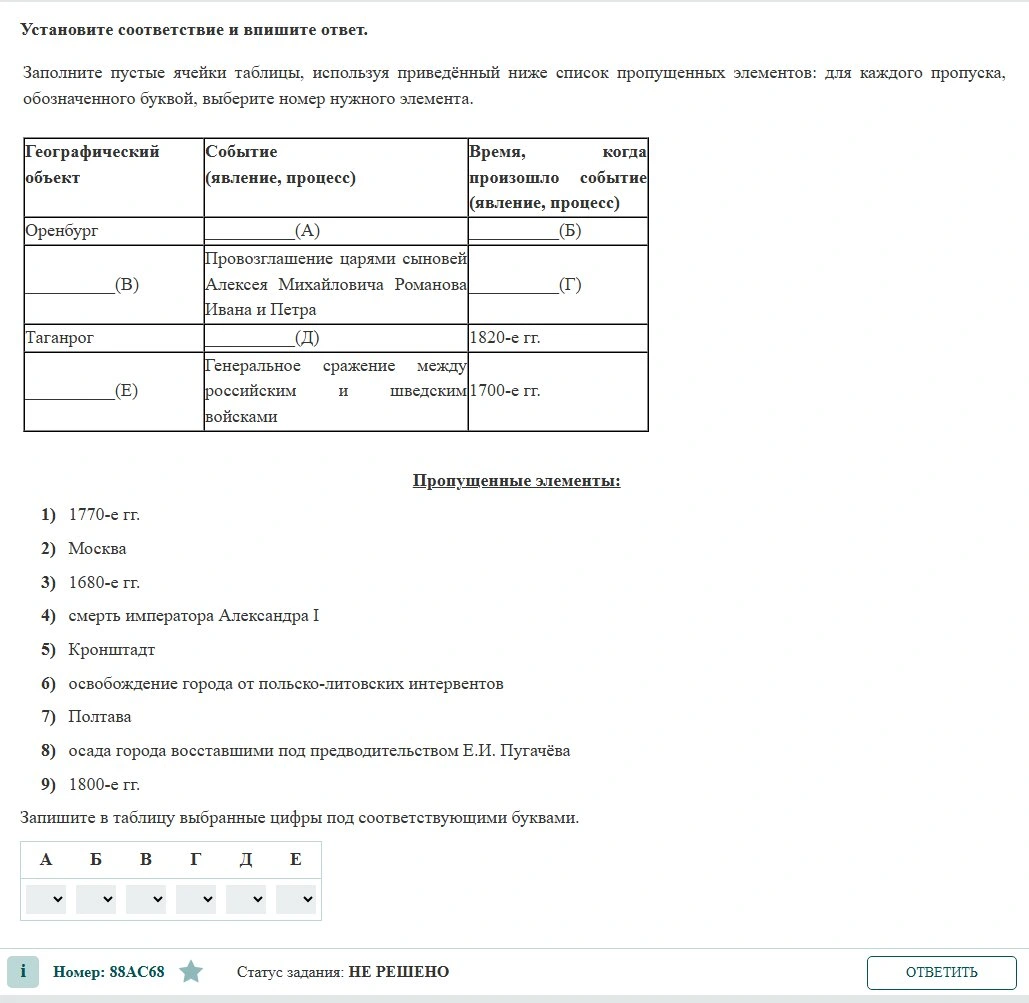 Установите соответствие и впишите ответ.
Заполните пустые ячейки таблицы, используя приведённый ниже список пропущенных элементов: для каждого пропуска,
обозначенного буквой, выберите номер нужного элемента.
Географический объект
Событие (явление, процесс)
Время, когда произошло событие (явление, процесс)
Оренбург
__________(А)
__________(Б)
__________(В)
Провозглашение царями сыновей
Алексея Михайловича Романова
Ивана и Петра
__________(Г)
Таганрог
__________(Д)
1820-е гг.
__________(Е)
Генеральное сражение между
российским и шведским
войсками
1700-е гг.
Пропущенные элементы:
1) 1770-е гг.
2) Москва
3) 1680-е гг.
4) смерть императора Александра I
5) Кронштадт
6) освобождение города от польско-литовских интервентов
7) Полтава
8) осада города восставшими под предводительством Е.И. Пугачёва
9) 1800-е гг.
Запишите в таблицу выбранные цифры под соответствующими буквами.
А Б В Г Д Е
i Номер: 88AC68 Статус задания: НЕ РЕШЕНО ОТВЕТИТЬ